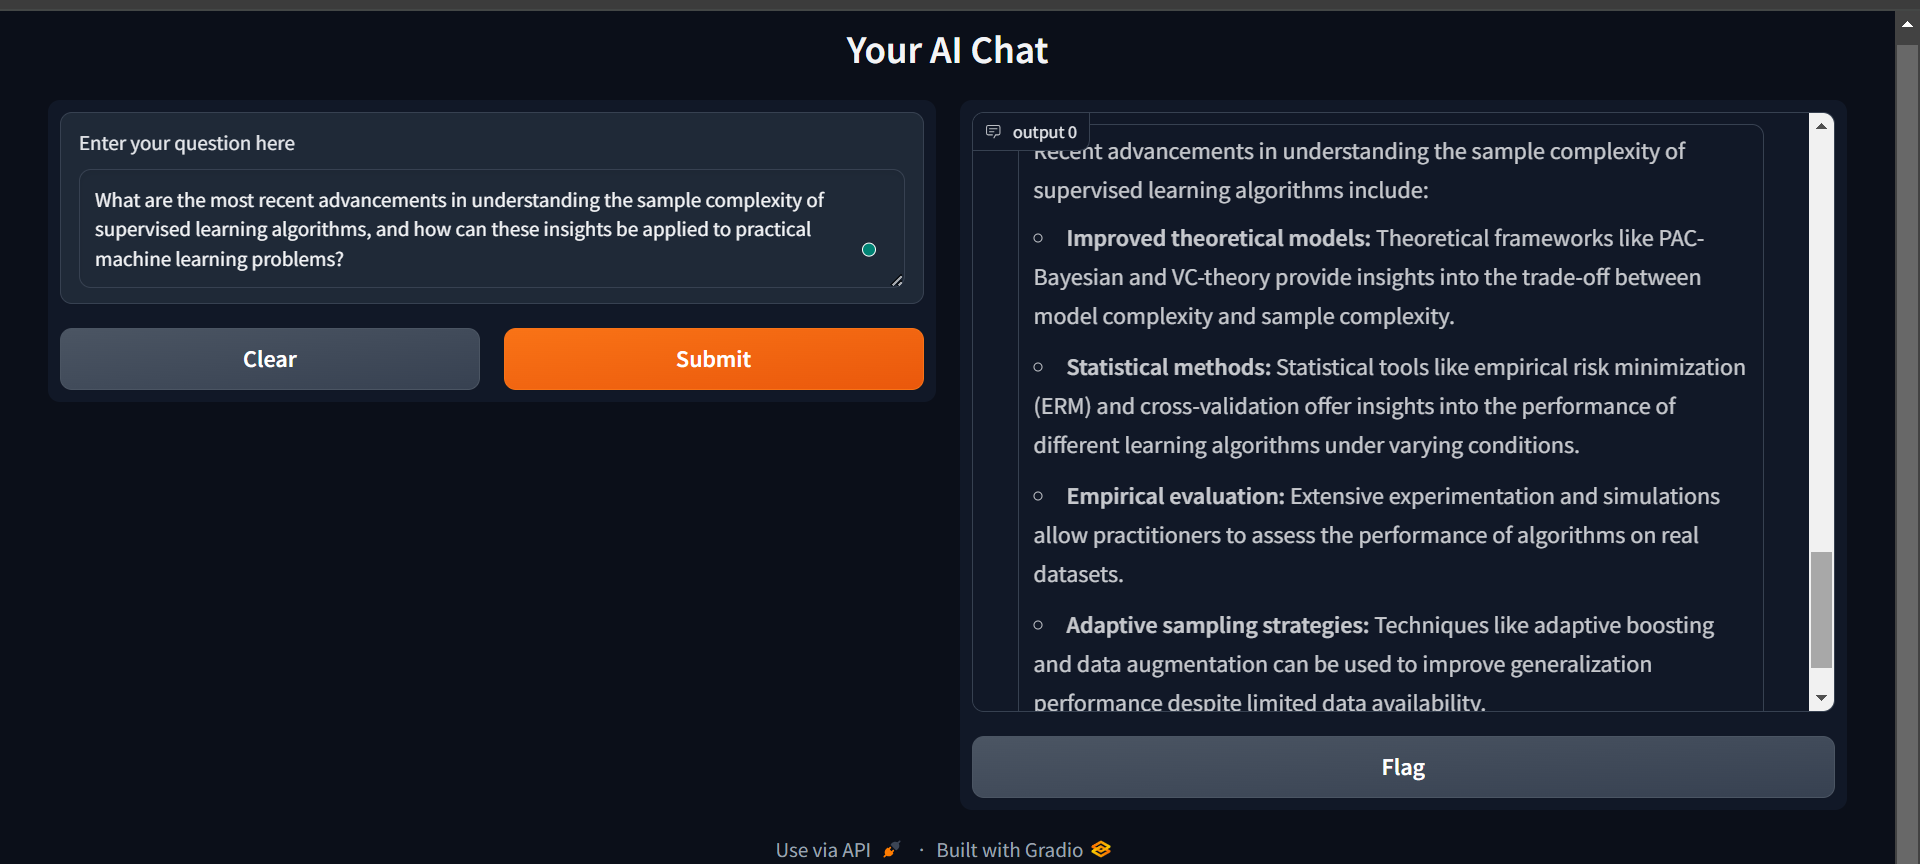 Your AI Chat
Enter your question here
What are the most recent advancements in understanding the sample complexity of
supervised learning algorithms, and how can these insights be applied to practical
machine learning problems?
Clear
Submit
output 0
Recent advancements in understanding the sample complexity of
supervised learning algorithms include:
Improved theoretical models: Theoretical frameworks like PAC-
Bayesian and VC-theory provide insights into the trade-off between
model complexity and sample complexity.
Statistical methods: Statistical tools like empirical risk minimization
(ERM) and cross-validation offer insights into the performance of
different learning algorithms under varying conditions.
Empirical evaluation: Extensive experimentation and simulations
allow practitioners to assess the performance of algorithms on real
datasets.
Adaptive sampling strategies: Techniques like adaptive boosting
and data augmentation can be used to improve generalization
performance despite limited data availability.
Flag
Use via API · Built with Gradio